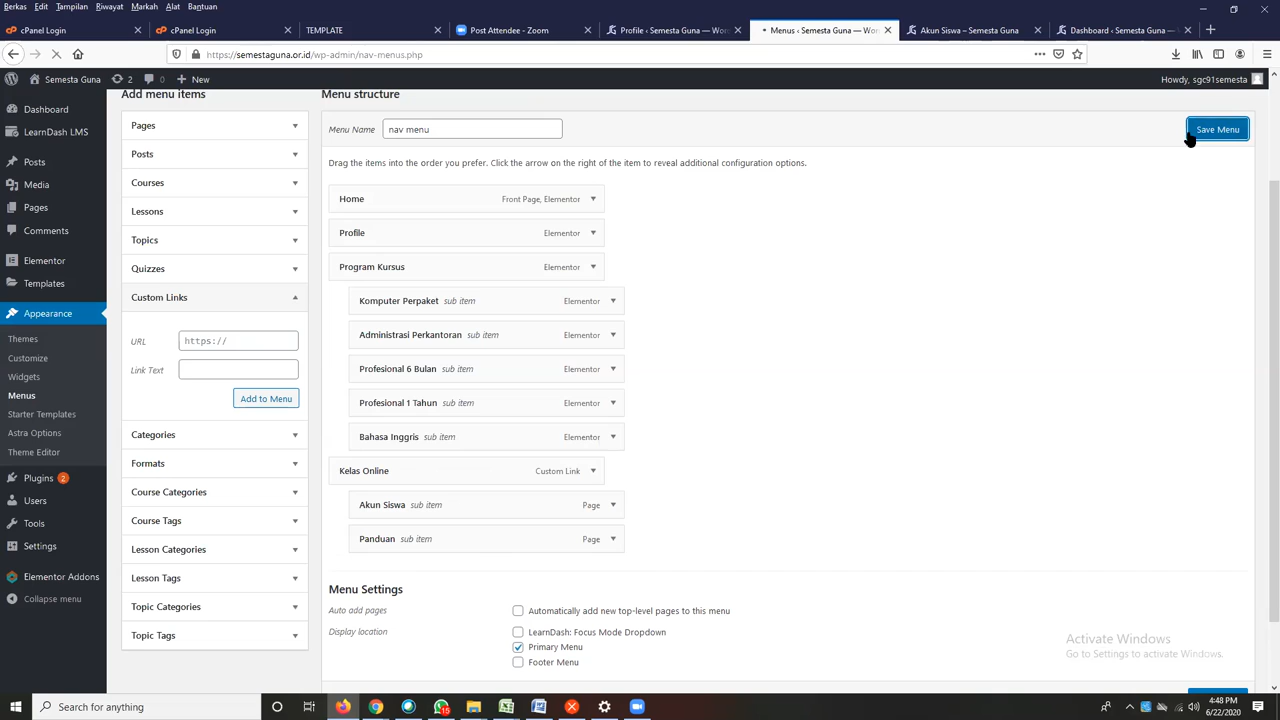 Berkas Edit Tampilan Riwayat Markah Alat Bantuan
cPanel Login cPanel Login TEMPLATE Post Attendee - Zoom Profile ‹ Semesta Guna — Wor Menus ‹ Semesta Guna — Wor Akun Siswa – Semesta Guna Dashboard ‹ Semesta Guna — W
https://semestaguna.or.id/wp-admin/nav-menus.php
Semesta Guna 2 0 New Howdy, sgc91semesta
Dashboard
LearnDash LMS
Posts
Media
Pages
Comments
Elementor
Templates
Appearance
Themes
Customize
Widgets
Menus
Starter Templates
Astra Options
Theme Editor
Plugins 2
Users
Tools
Settings
Elementor Addons
Collapse menu
Add menu items
Pages
Posts
Courses
Lessons
Topics
Quizzes
Custom Links
URL https://
Link Text
Add to Menu
Categories
Formats
Course Categories
Course Tags
Lesson Categories
Lesson Tags
Topic Categories
Topic Tags
Menu structure
Menu Name nav menu Save Menu
Drag the items into the order you prefer. Click the arrow on the right of the item to reveal additional configuration options.
Home Front Page, Elementor
Profile Elementor
Program Kursus Elementor
Komputer Perpaket sub item Elementor
Administrasi Perkantoran sub item Elementor
Profesional 6 Bulan sub item Elementor
Profesional 1 Tahun sub item Elementor
Bahasa Inggris sub item Elementor
Kelas Online Custom Link
Akun Siswa sub item Page
Panduan sub item Page
Menu Settings
Auto add pages Automatically add new top-level pages to this menu
Display location LearnDash: Focus Mode Dropdown
Primary Menu
Footer Menu
Activate Windows
Go to Settings to activate Windows.
Search for anything
15
4:48 PM
6/22/2020